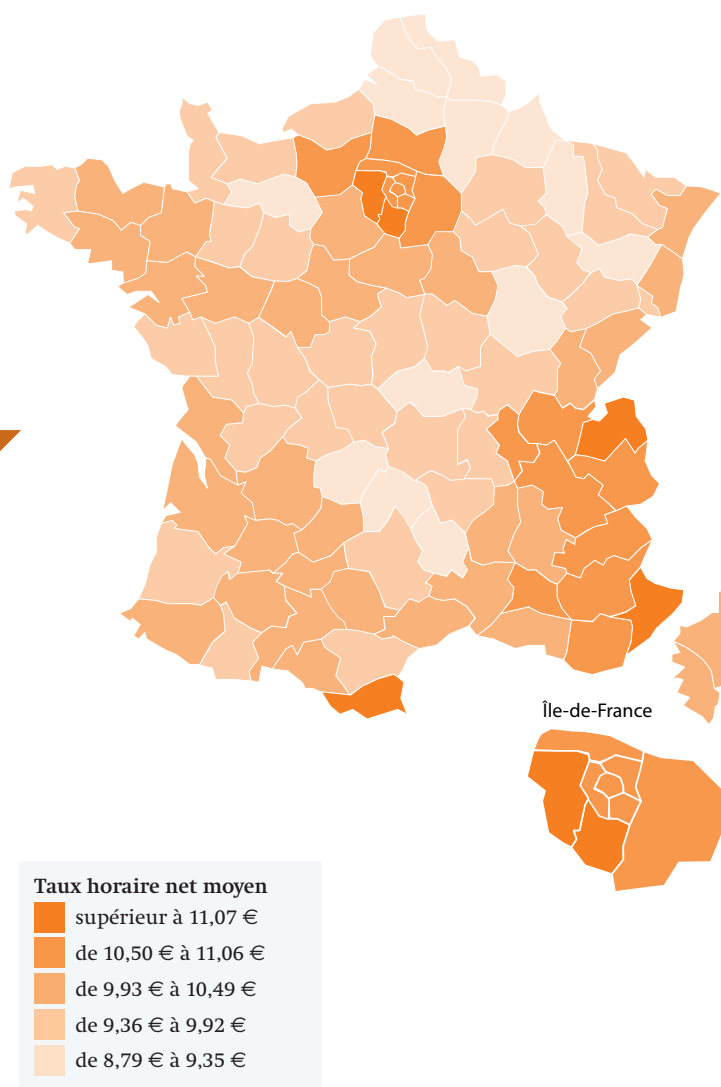 Île-de-France
Taux horaire net moyen
supérieur à 11,07 €
de 10,50 € à 11,06 €
de 9,93 € à 10,49 €
de 9,36 € à 9,92 €
de 8,79 € à 9,35 €